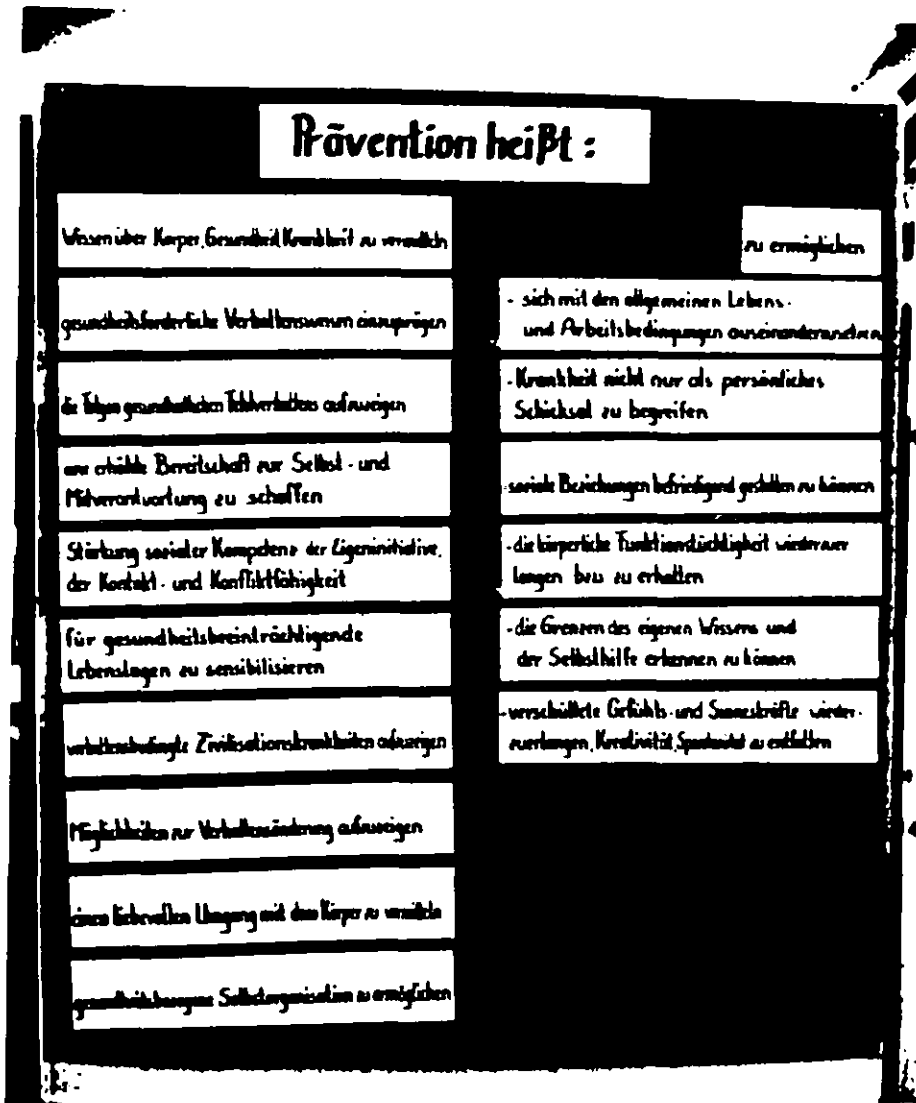 Prävention heißt:
Wissen über Körper, Gesundheit, Krankheit zu vermitteln
gesundheitsförderliche Verhaltensweisen einzuprägen
die Folgen gesundheitlichen Fehlverhaltens aufzuzeigen
eine erhöhte Bereitschaft zur Selbst- und
Mitverantwortung zu schaffen
Stärkung sozialer Kompetenz der Eigeninitiative,
der Kontakt- und Konfliktfähigkeit
für gesundheitsbeeinträchtigende
Lebenslagen zu sensibilisieren
verhaltensbedingte Zivilisationskrankheiten aufzuzeigen
Möglichkeiten zur Verhaltensänderung aufzuzeigen
einen liebevollen Umgang mit dem Körper zu vermitteln
gesundheitsbezogene Selbstorganisation zu ermöglichen
zu ermöglichen
- sich mit den allgemeinen Lebens-
und Arbeitsbedingungen auseinanderzusetzen
- Krankheit nicht nur als persönliches
Schicksal zu begreifen
- soziale Beziehungen befriedigend gestalten zu können
- die körperliche Funktionstüchtigkeit wiederzuer
langen bzw. zu erhalten
- die Grenzen des eigenen Wissens und
der Selbsthilfe erkennen zu können
- verschüttete Gefühls- und Sinneskräfte wieder-
zuerlangen, Kreativität, Spontanität zu entfalten